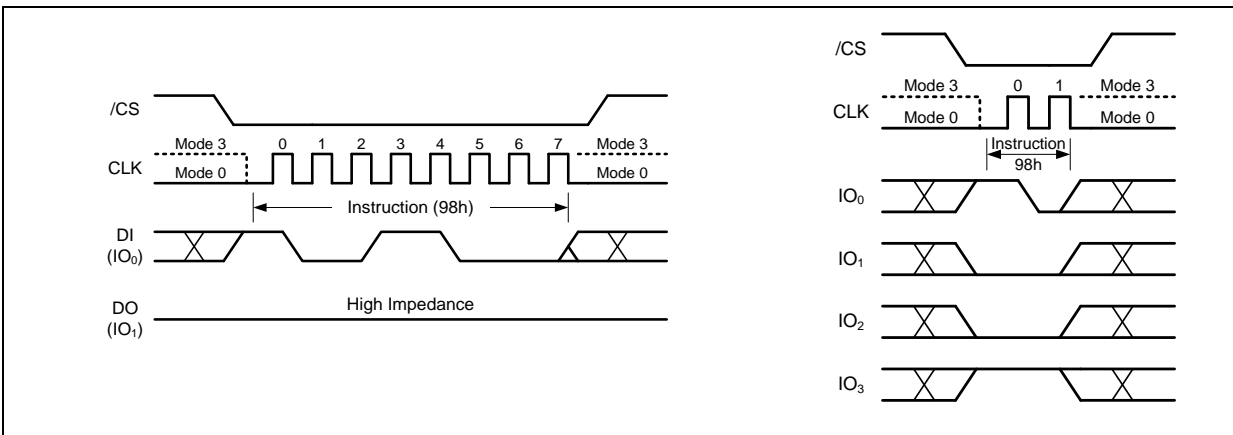 /CS
Mode 3
0 1 2 3 4 5 6 7
Mode 3
CLK
Mode 0
Mode 0
Instruction (98h)
DI
(IO₀)
DO
(IO₁)
High Impedance
/CS
Mode 3
0 1
Mode 3
CLK
Mode 0
Mode 0
Instruction
98h
IO₀
IO₁
IO₂
IO₃